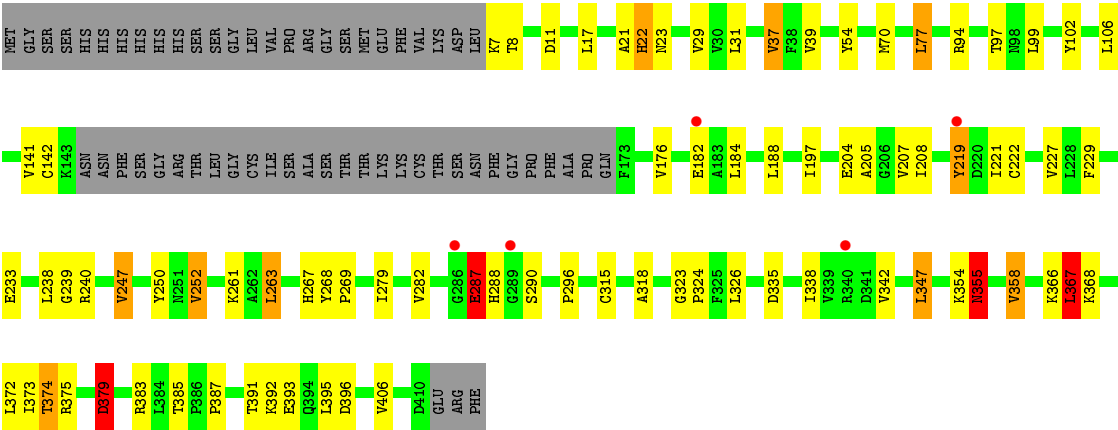 MET GLY SER SER HIS HIS HIS HIS HIS HIS SER SER GLY LEU VAL PRO ARG GLY SER MET GLU PHE VAL LYS ASP LEU K7 T8 D11 L17 A21 H22 N23 V29 V30 L31 V37 F38 V39 Y54 M70 L77 R94 T97 N98 L99 Y102 L106
V141 C142 K143 ASN ASN PHE SER GLY ARG THR LEU GLY CYS ILE SER ALA SER THR THR LYS LYS CYS THR SER ASN PHE GLY PRO PHE ALA PRO GLN F173 V176 E182 A183 L184 L188 I197 E204 A205 G206 V207 I208 Y219 D220 I221 C222 V227 L228 F229
E233 L238 G239 R240 V247 Y250 N251 V252 K261 A262 L263 H267 Y268 P269 I279 V282 G286 E287 H288 G289 S290 P296 C315 A318 G323 P324 F325 L326 D335 I338 V339 R340 D341 V342 L347 K354 N355 V358 K366 L367 K368
L372 I373 T374 R375 D379 R383 L384 T385 P386 P387 T391 K392 E393 Q394 L395 D396 V406 D410 GLU ARG PHE